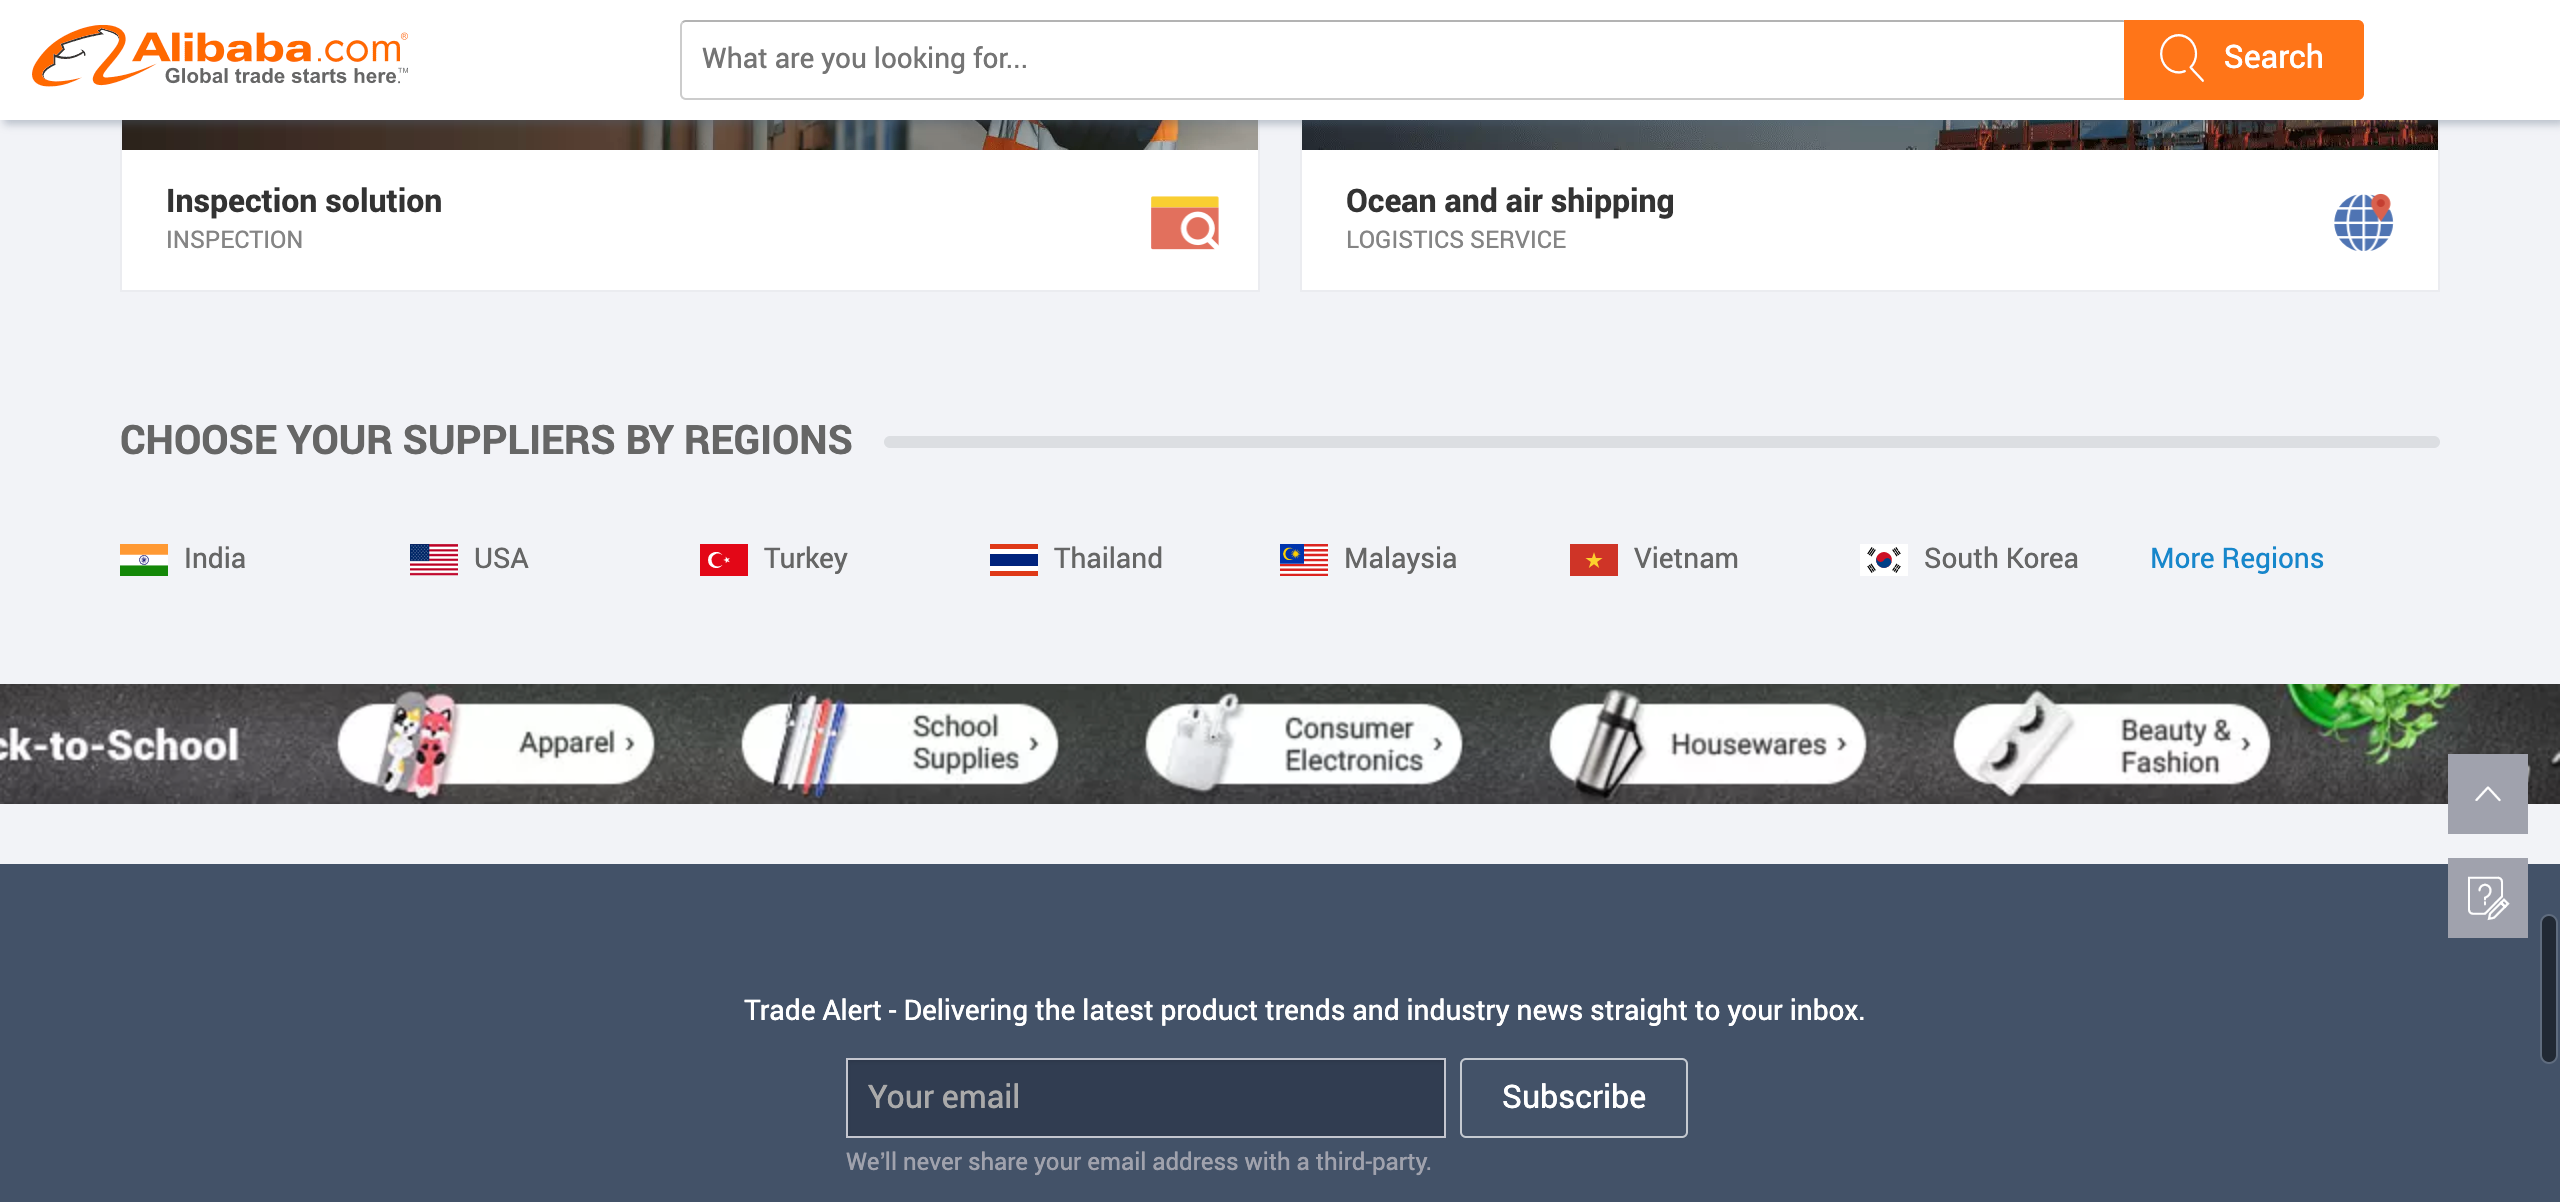 Alibaba.com®
Global trade starts here.™
What are you looking for...
Search
Inspection solution
INSPECTION
Ocean and air shipping
LOGISTICS SERVICE
CHOOSE YOUR SUPPLIERS BY REGIONS
India
USA
Turkey
Thailand
Malaysia
Vietnam
South Korea
More Regions
ck-to-School
Apparel ›
School
Supplies ›
Consumer
Electronics ›
Housewares ›
Beauty &
Fashion ›
Trade Alert - Delivering the latest product trends and industry news straight to your inbox.
Your email
Subscribe
We'll never share your email address with a third-party.